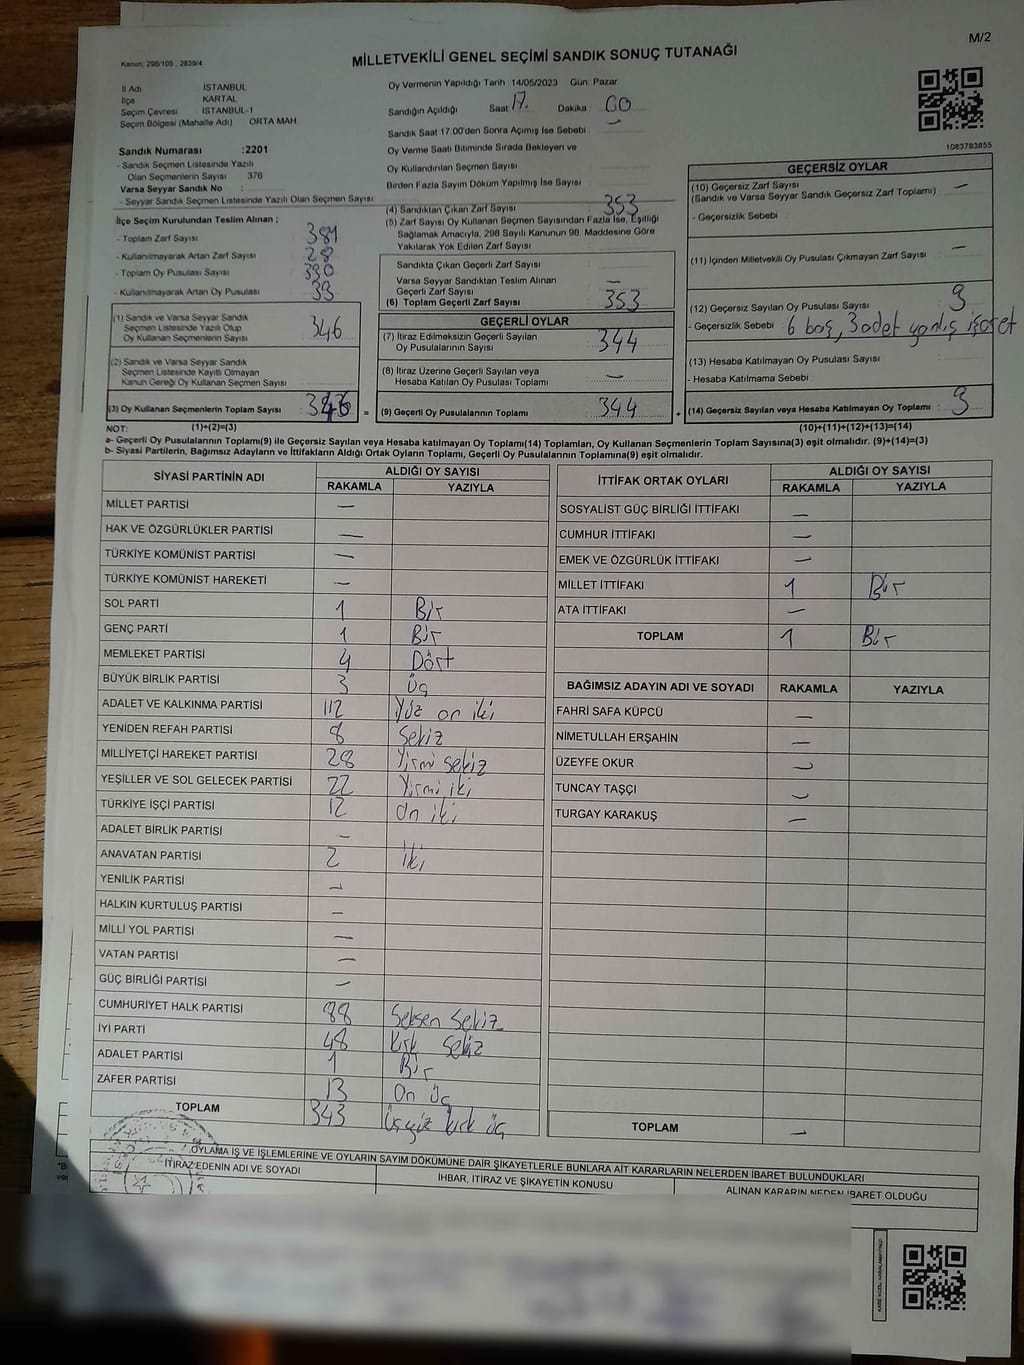 M/2
Kanun: 298/105 , 2839/4
MİLLETVEKİLİ GENEL SEÇİMİ SANDIK SONUÇ TUTANAĞI
İl Adı İSTANBUL
İlçe KARTAL
Seçim Çevresi İSTANBUL-1
Seçim Bölgesi (Mahalle Adı) ORTA MAH
Sandık Numarası :2201
- Sandık Seçmen Listesinde Yazılı
Olan Seçmenlerin Sayısı 376
Varsa Seyyar Sandık No :
- Seyyar Sandık Seçmen Listesinde Yazılı Olan Seçmen Sayısı
Oy Vermenin Yapıldığı Tarih 14/05/2023 Gün: Pazar
Sandığın Açıldığı Saat 17. Dakika : 00
Sandık Saat 17.00'den Sonra Açılmış İse Sebebi : —
Oy Verme Saati Bitiminde Sırada Bekleyen ve
Oy Kullandırılan Seçmen Sayısı
Birden Fazla Sayım Döküm Yapılmış İse Sayısı
1083783855
İlçe Seçim Kurulundan Teslim Alınan ;
- Toplam Zarf Sayısı
- Kullanılmayarak Artan Zarf Sayısı 28
- Toplam Oy Pusulası Sayısı
- Kullanılmayarak Artan Oy Pusulası
(1) Sandık ve Varsa Seyyar Sandık
Seçmen Listesinde Yazılı Olup
Oy Kullanan Seçmenlerin Sayısı 346
(2) Sandık ve Varsa Seyyar Sandık
Seçmen Listesinde Kayıtlı Olmayan
Kanun Gereği Oy Kullanan Seçmen Sayısı
(3) Oy Kullanan Seçmenlerin Toplam Sayısı :
(1)+(2)=(3)
(4) Sandıktan Çıkan Zarf Sayısı 353
(5) Zarf Sayısı Oy Kullanan Seçmen Sayısından Fazla İse, Eşitliği
Sağlamak Amacıyla, 298 Sayılı Kanunun 98. Maddesine Göre
Yakılarak Yok Edilen Zarf Sayısı
Sandıkta Çıkan Geçerli Zarf Sayısı
Varsa Seyyar Sandıktan Teslim Alınan
Geçerli Zarf Sayısı —
(6) Toplam Geçerli Zarf Sayısı 353
GEÇERLİ OYLAR
(7) İtiraz Edilmeksizin Geçerli Sayılan
Oy Pusulalarının Sayısı 344
(8) İtiraz Üzerine Geçerli Sayılan veya
Hesaba Katılan Oy Pusulası Toplamı —
= (9) Geçerli Oy Pusulalarının Toplamı 344 +
GEÇERSİZ OYLAR
(10) Geçersiz Zarf Sayısı
(Sandık ve Varsa Seyyar Sandık Geçersiz Zarf Toplamı) : —
- Geçersizlik Sebebi :
(11) İçinden Milletvekili Oy Pusulası Çıkmayan Zarf Sayısı : —
(12) Geçersiz Sayılan Oy Pusulası Sayısı 9
- Geçersizlik Sebebi : 6 boş, 3 adet yanlış işaret
(13) Hesaba Katılmayan Oy Pusulası Sayısı :
- Hesaba Katılmama Sebebi :
(14) Geçersiz Sayılan veya Hesaba Katılmayan Oy Toplamı : 9
(10)+(11)+(12)+(13)=(14)
NOT:
a- Geçerli Oy Pusulalarının Toplamı(9) ile Geçersiz Sayılan veya Hesaba katılmayan Oy Toplamı(14) Toplamları, Oy Kullanan Seçmenlerin Toplam Sayısına(3) eşit olmalıdır. (9)+(14)=(3)
b- Siyasi Partilerin, Bağımsız Adayların ve İttifakların Aldığı Ortak Oyların Toplamı, Geçerli Oy Pusulalarının Toplamına(9) eşit olmalıdır.
SİYASİ PARTİNİN ADI ALDIĞI OY SAYISI
RAKAMLA YAZIYLA
MİLLET PARTİSİ —
HAK VE ÖZGÜRLÜKLER PARTİSİ —
TÜRKİYE KOMÜNİST PARTİSİ —
TÜRKİYE KOMÜNİST HAREKETİ —
SOL PARTİ 1 Bir
GENÇ PARTİ 1 Bir
MEMLEKET PARTİSİ 4 Dört
BÜYÜK BİRLİK PARTİSİ 3 Üç
ADALET VE KALKINMA PARTİSİ 112 Yüz on iki
YENİDEN REFAH PARTİSİ 8 Sekiz
MİLLİYETÇİ HAREKET PARTİSİ 28 Yirmi sekiz
YEŞİLLER VE SOL GELECEK PARTİSİ 22 Yirmi iki
TÜRKİYE İŞÇİ PARTİSİ 12 On iki
ADALET BİRLİK PARTİSİ —
ANAVATAN PARTİSİ 2 İki
YENİLİK PARTİSİ —
HALKIN KURTULUŞ PARTİSİ —
MİLLİ YOL PARTİSİ —
VATAN PARTİSİ —
GÜÇ BİRLİĞİ PARTİSİ —
CUMHURİYET HALK PARTİSİ 88 Seksen Sekiz
İYİ PARTİ 48 Kırk Sekiz
ADALET PARTİSİ 1 Bir
ZAFER PARTİSİ 13 On Üç
TOPLAM 343 Üçyüz kırk üç
İTTİFAK ORTAK OYLARI ALDIĞI OY SAYISI
RAKAMLA YAZIYLA
SOSYALİST GÜÇ BİRLİĞİ İTTİFAKI —
CUMHUR İTTİFAKI —
EMEK VE ÖZGÜRLÜK İTTİFAKI —
MİLLET İTTİFAKI 1 Bir
ATA İTTİFAKI —
TOPLAM 1 Bir
BAĞIMSIZ ADAYIN ADI VE SOYADI RAKAMLA YAZIYLA
FAHRİ SAFA KÜPCÜ —
NİMETULLAH ERŞAHİN —
ÜZEYFE OKUR —
TUNCAY TAŞÇI —
TURGAY KARAKUŞ —
TOPLAM —
OYLAMA İŞ VE İŞLEMLERİNE VE OYLARIN SAYIM DÖKÜMÜNE DAİR ŞİKAYETLERLE BUNLARA AİT KARARLARIN NELERDEN İBARET BULUNDUKLARI
İTİRAZ EDENİN ADI VE SOYADI İHBAR, İTİRAZ VE ŞİKAYETİN KONUSU ALINAN KARARIN NEDEN İBARET OLDUĞU